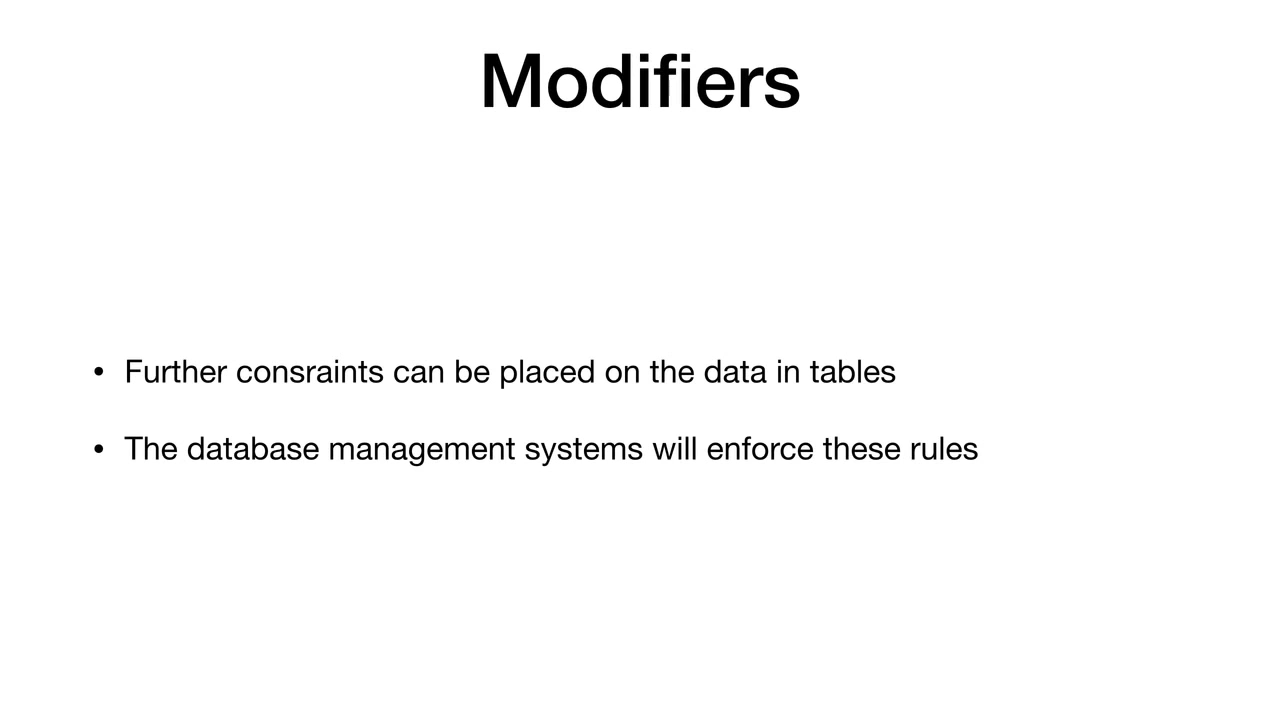 Modifiers
• Further consraints can be placed on the data in tables
• The database management systems will enforce these rules